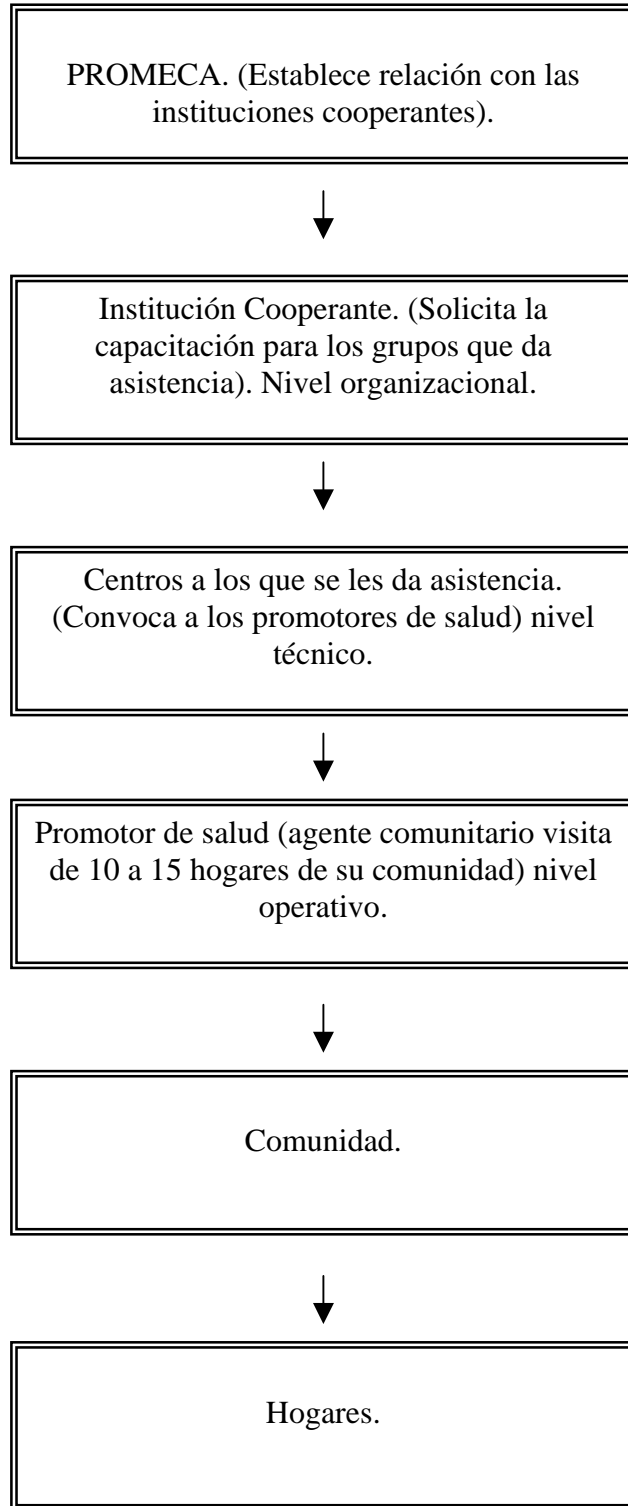 PROMECA. (Establece relación con las
instituciones cooperantes).
Institución Cooperante. (Solicita la
capacitación para los grupos que da
asistencia). Nivel organizacional.
Centros a los que se les da asistencia.
(Convoca a los promotores de salud) nivel
técnico.
Promotor de salud (agente comunitario visita
de 10 a 15 hogares de su comunidad) nivel
operativo.
Comunidad.
Hogares.